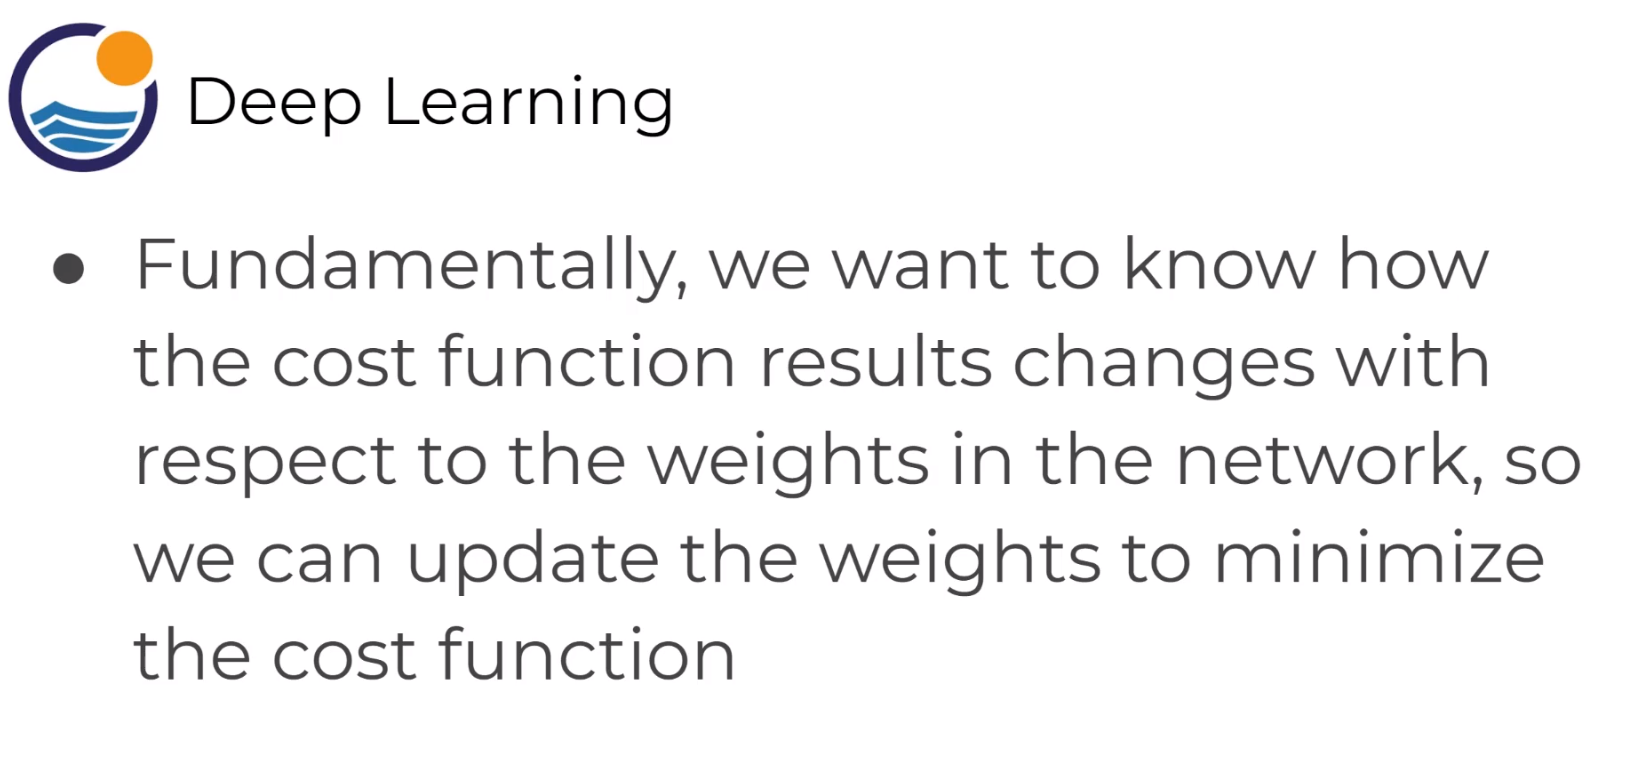 Deep Learning
● Fundamentally, we want to know how
the cost function results changes with
respect to the weights in the network, so
we can update the weights to minimize
the cost function